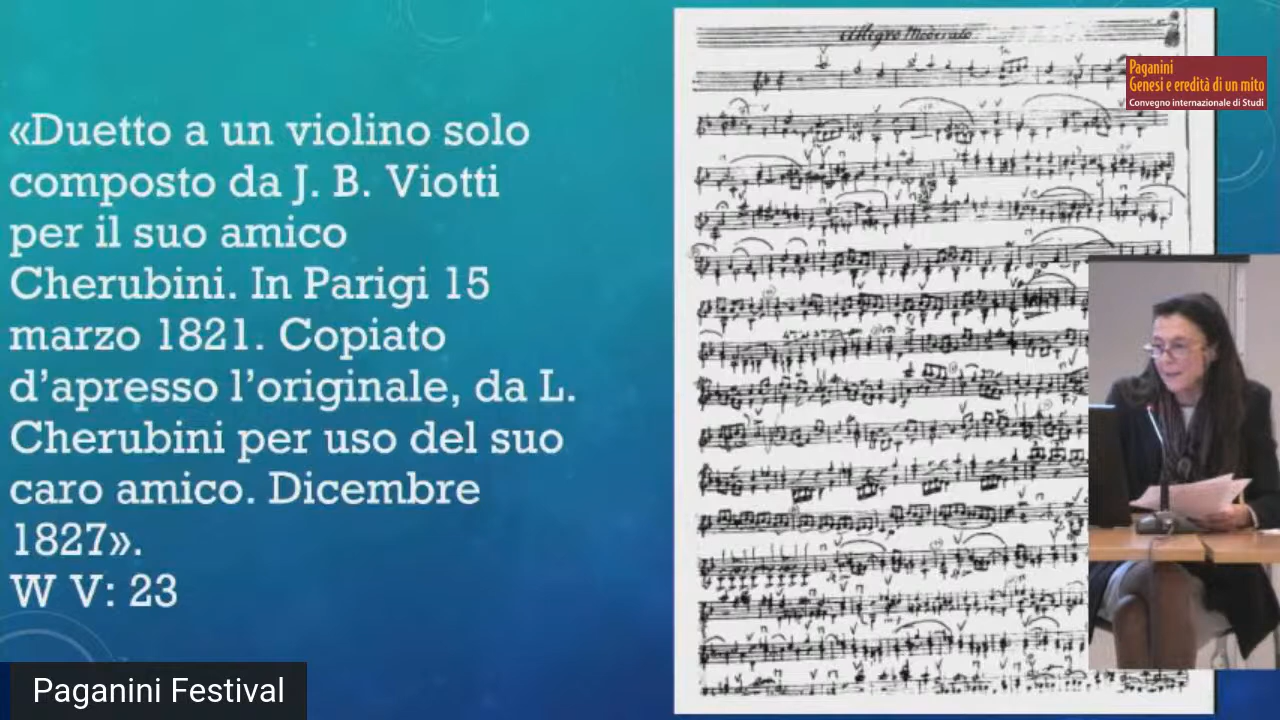 «Duetto a un violino solo
composto da J. B. Viotti
per il suo amico
Cherubini. In Parigi 15
marzo 1821. Copiato
d’apresso l’originale, da L.
Cherubini per uso del suo
caro amico. Dicembre
1827».
W V: 23
Moderato
Paganini
Genesi e eredità di un mito
Convegno internazionale di Studi
Paganini Festival